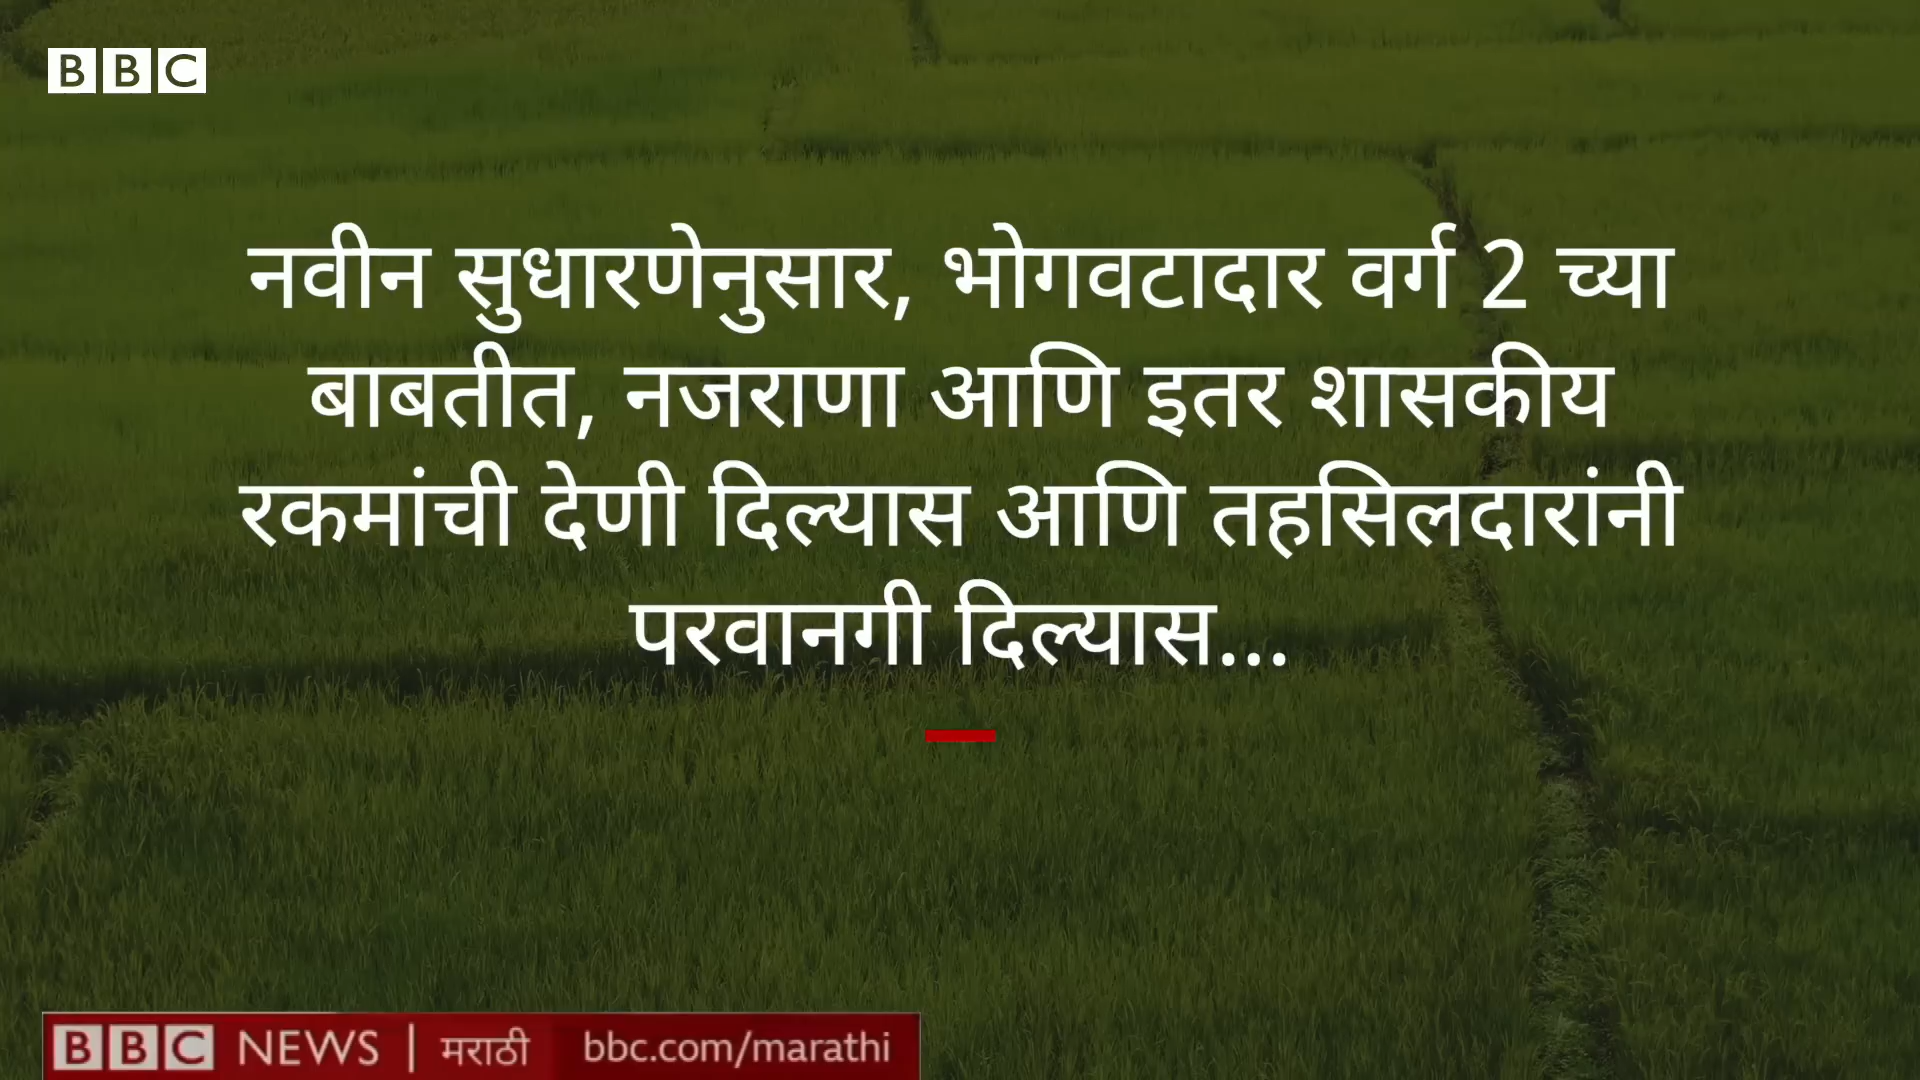 BBC
नवीन सुधारणेनुसार, भोगवटादार वर्ग 2 च्या
बाबतीत, नजराणा आणि इतर शासकीय
रकमांची देणी दिल्यास आणि तहसिलदारांनी
परवानगी दिल्यास...
BBC NEWS | मराठी bbc.com/marathi